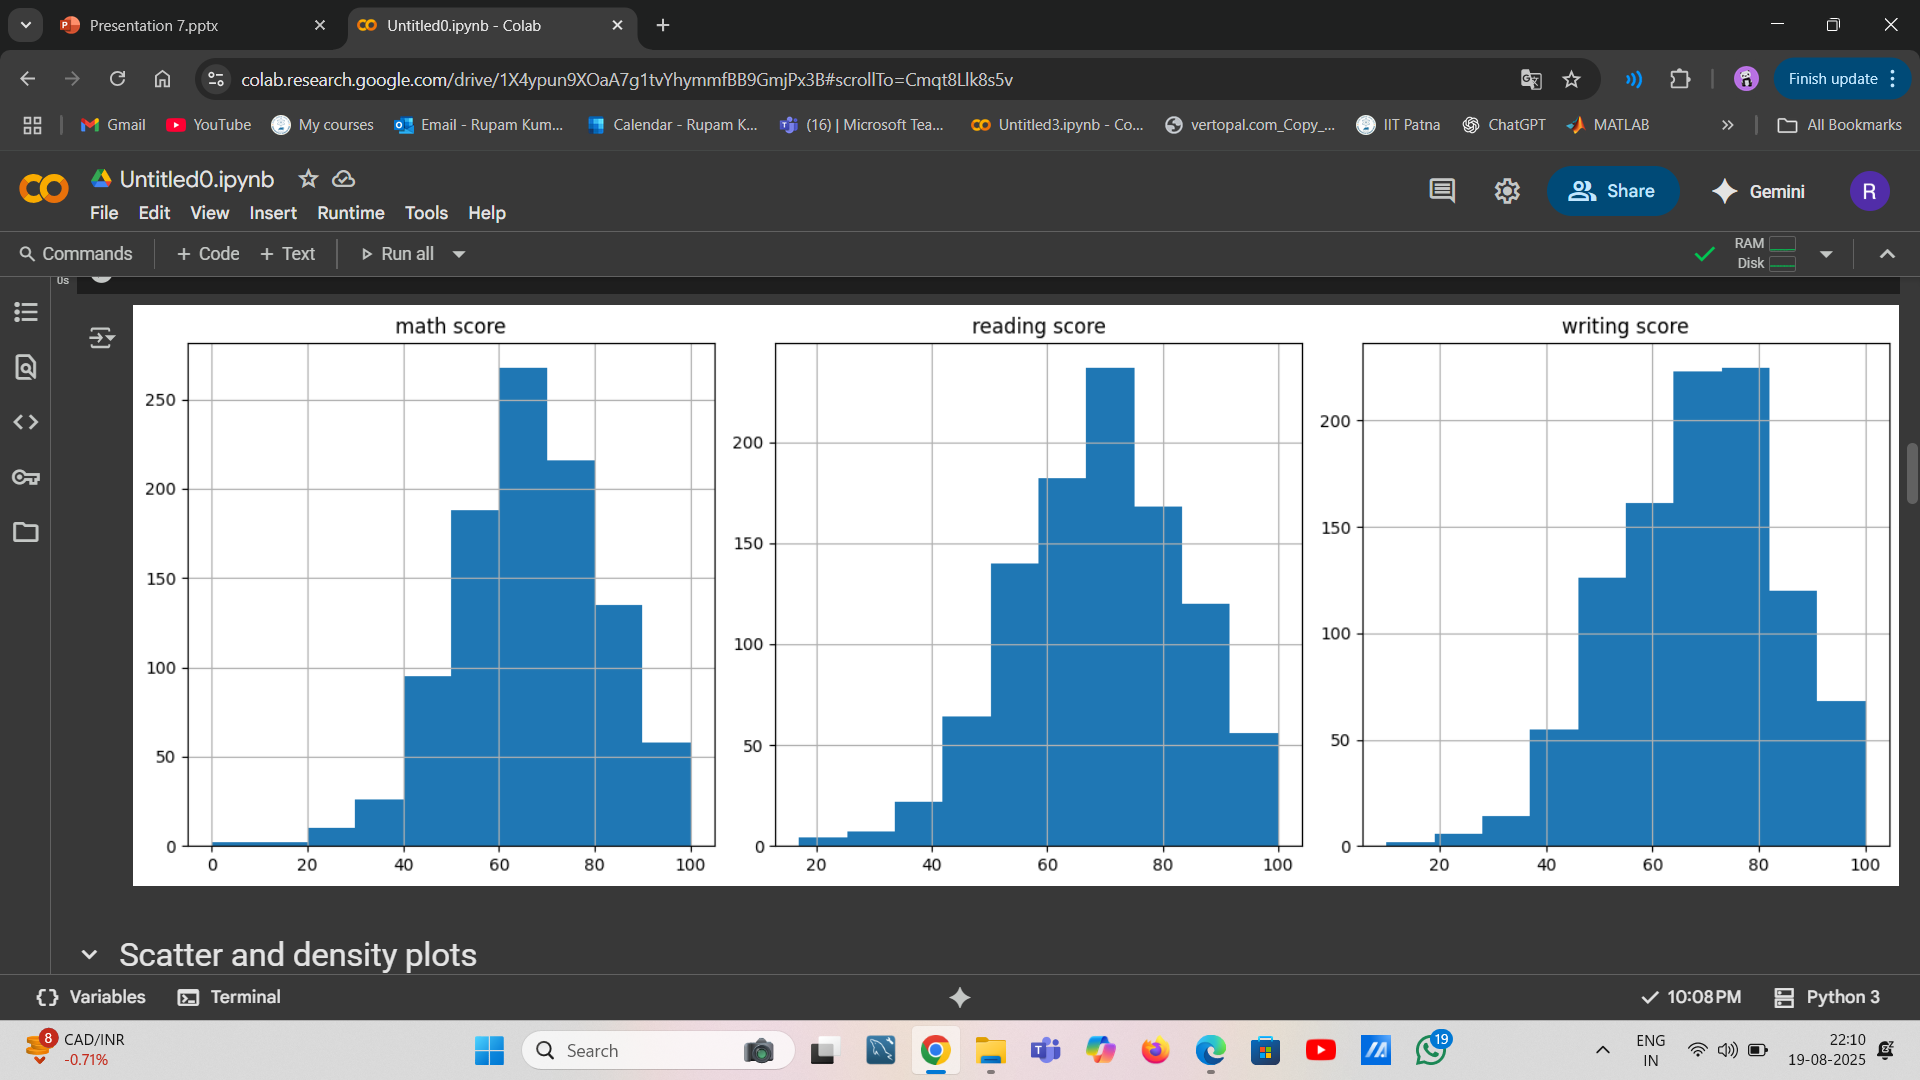 Presentation 7.pptx
Untitled0.ipynb - Colab
colab.research.google.com/drive/1X4ypun9XOaA7g1tvYhymmfBB9GmjPx3B#scrollTo=Cmqt8Llk8s5v
Finish update
Gmail YouTube My courses Email - Rupam Kum... Calendar - Rupam K... (16) | Microsoft Tea... Untitled3.ipynb - Co... vertopal.com_Copy_... IIT Patna ChatGPT MATLAB » All Bookmarks
Untitled0.ipynb
Share Gemini R
File Edit View Insert Runtime Tools Help
Commands + Code + Text Run all
RAM
Disk
0s
math score
250
200
150
100
50
0
0 20 40 60 80 100
reading score
200
150
100
50
0
20 40 60 80 100
writing score
200
150
100
50
0
20 40 60 80 100
Scatter and density plots
{} Variables Terminal
10:08 PM Python 3
8
CAD/INR
-0.71%
Search
19
ENG
IN
22:10
19-08-2025